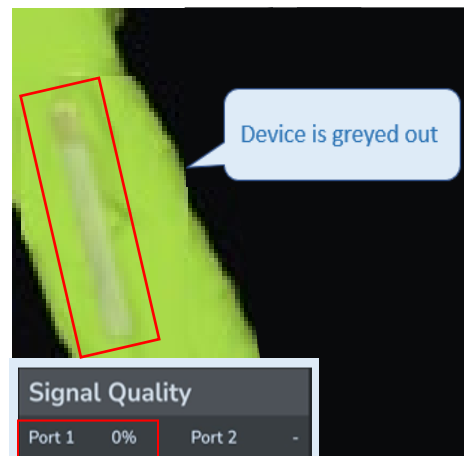 Device is greyed out
Signal Quality
Port 1 0% Port 2 -